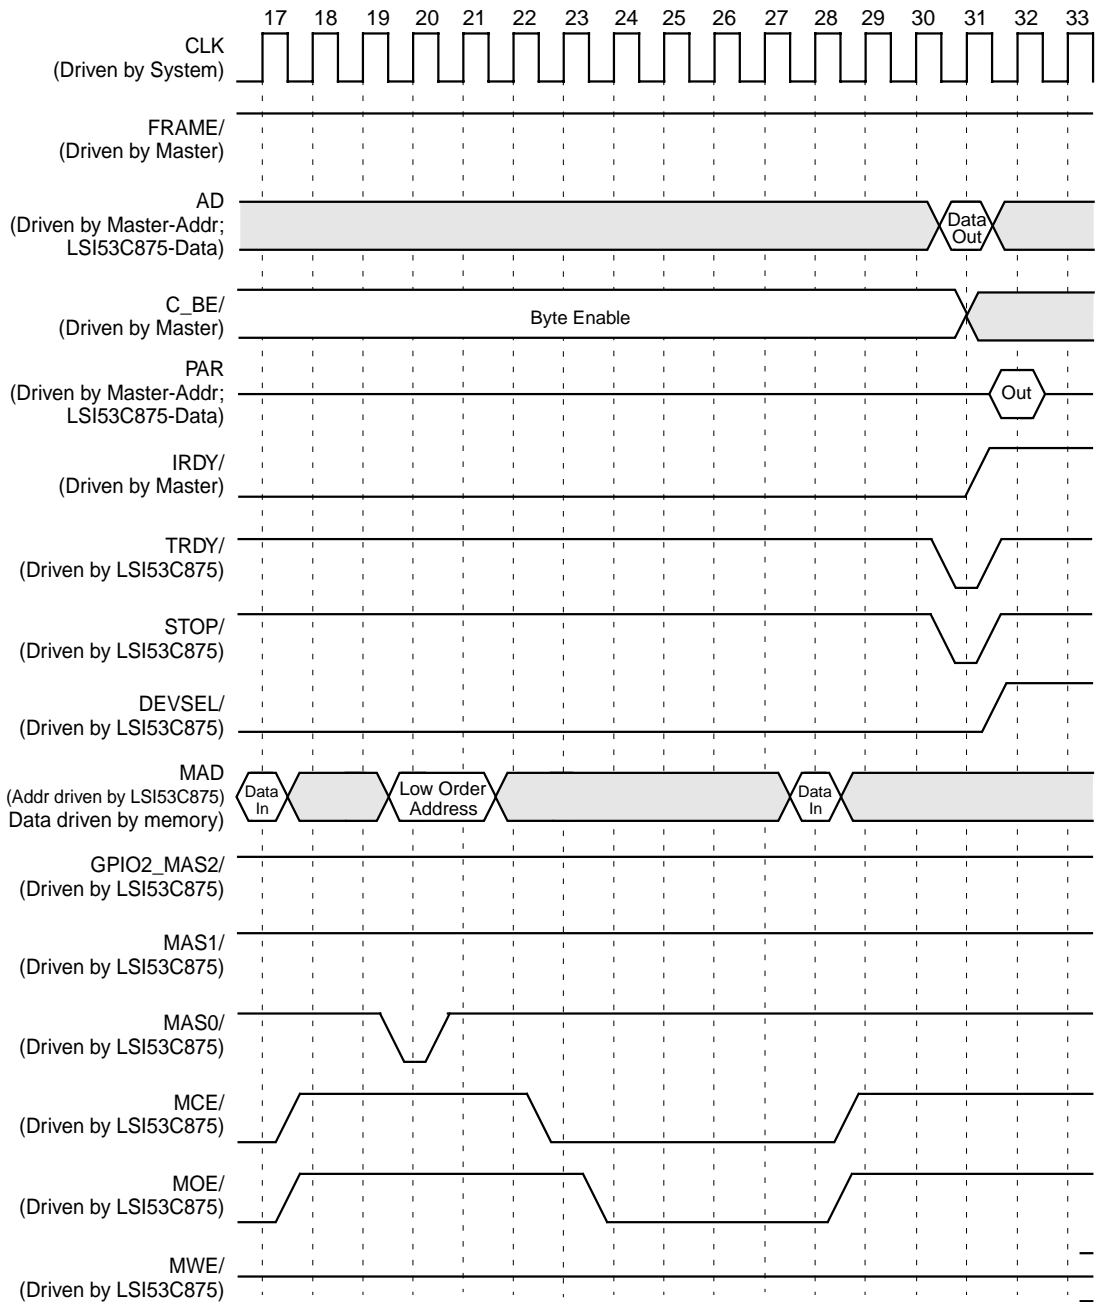 17 18 19 20 21 22 23 24 25 26 27 28 29 30 31 32 33
CLK
(Driven by System)
FRAME/
(Driven by Master)
AD
(Driven by Master-Addr;
LSI53C875-Data)
Data
Out
C_BE/
(Driven by Master)
Byte Enable
PAR
(Driven by Master-Addr;
LSI53C875-Data)
Out
IRDY/
(Driven by Master)
TRDY/
(Driven by LSI53C875)
STOP/
(Driven by LSI53C875)
DEVSEL/
(Driven by LSI53C875)
MAD
(Addr driven by LSI53C875)
Data driven by memory)
Data
In
Low Order
Address
Data
In
GPIO2_MAS2/
(Driven by LSI53C875)
MAS1/
(Driven by LSI53C875)
MAS0/
(Driven by LSI53C875)
MCE/
(Driven by LSI53C875)
MOE/
(Driven by LSI53C875)
MWE/
(Driven by LSI53C875)